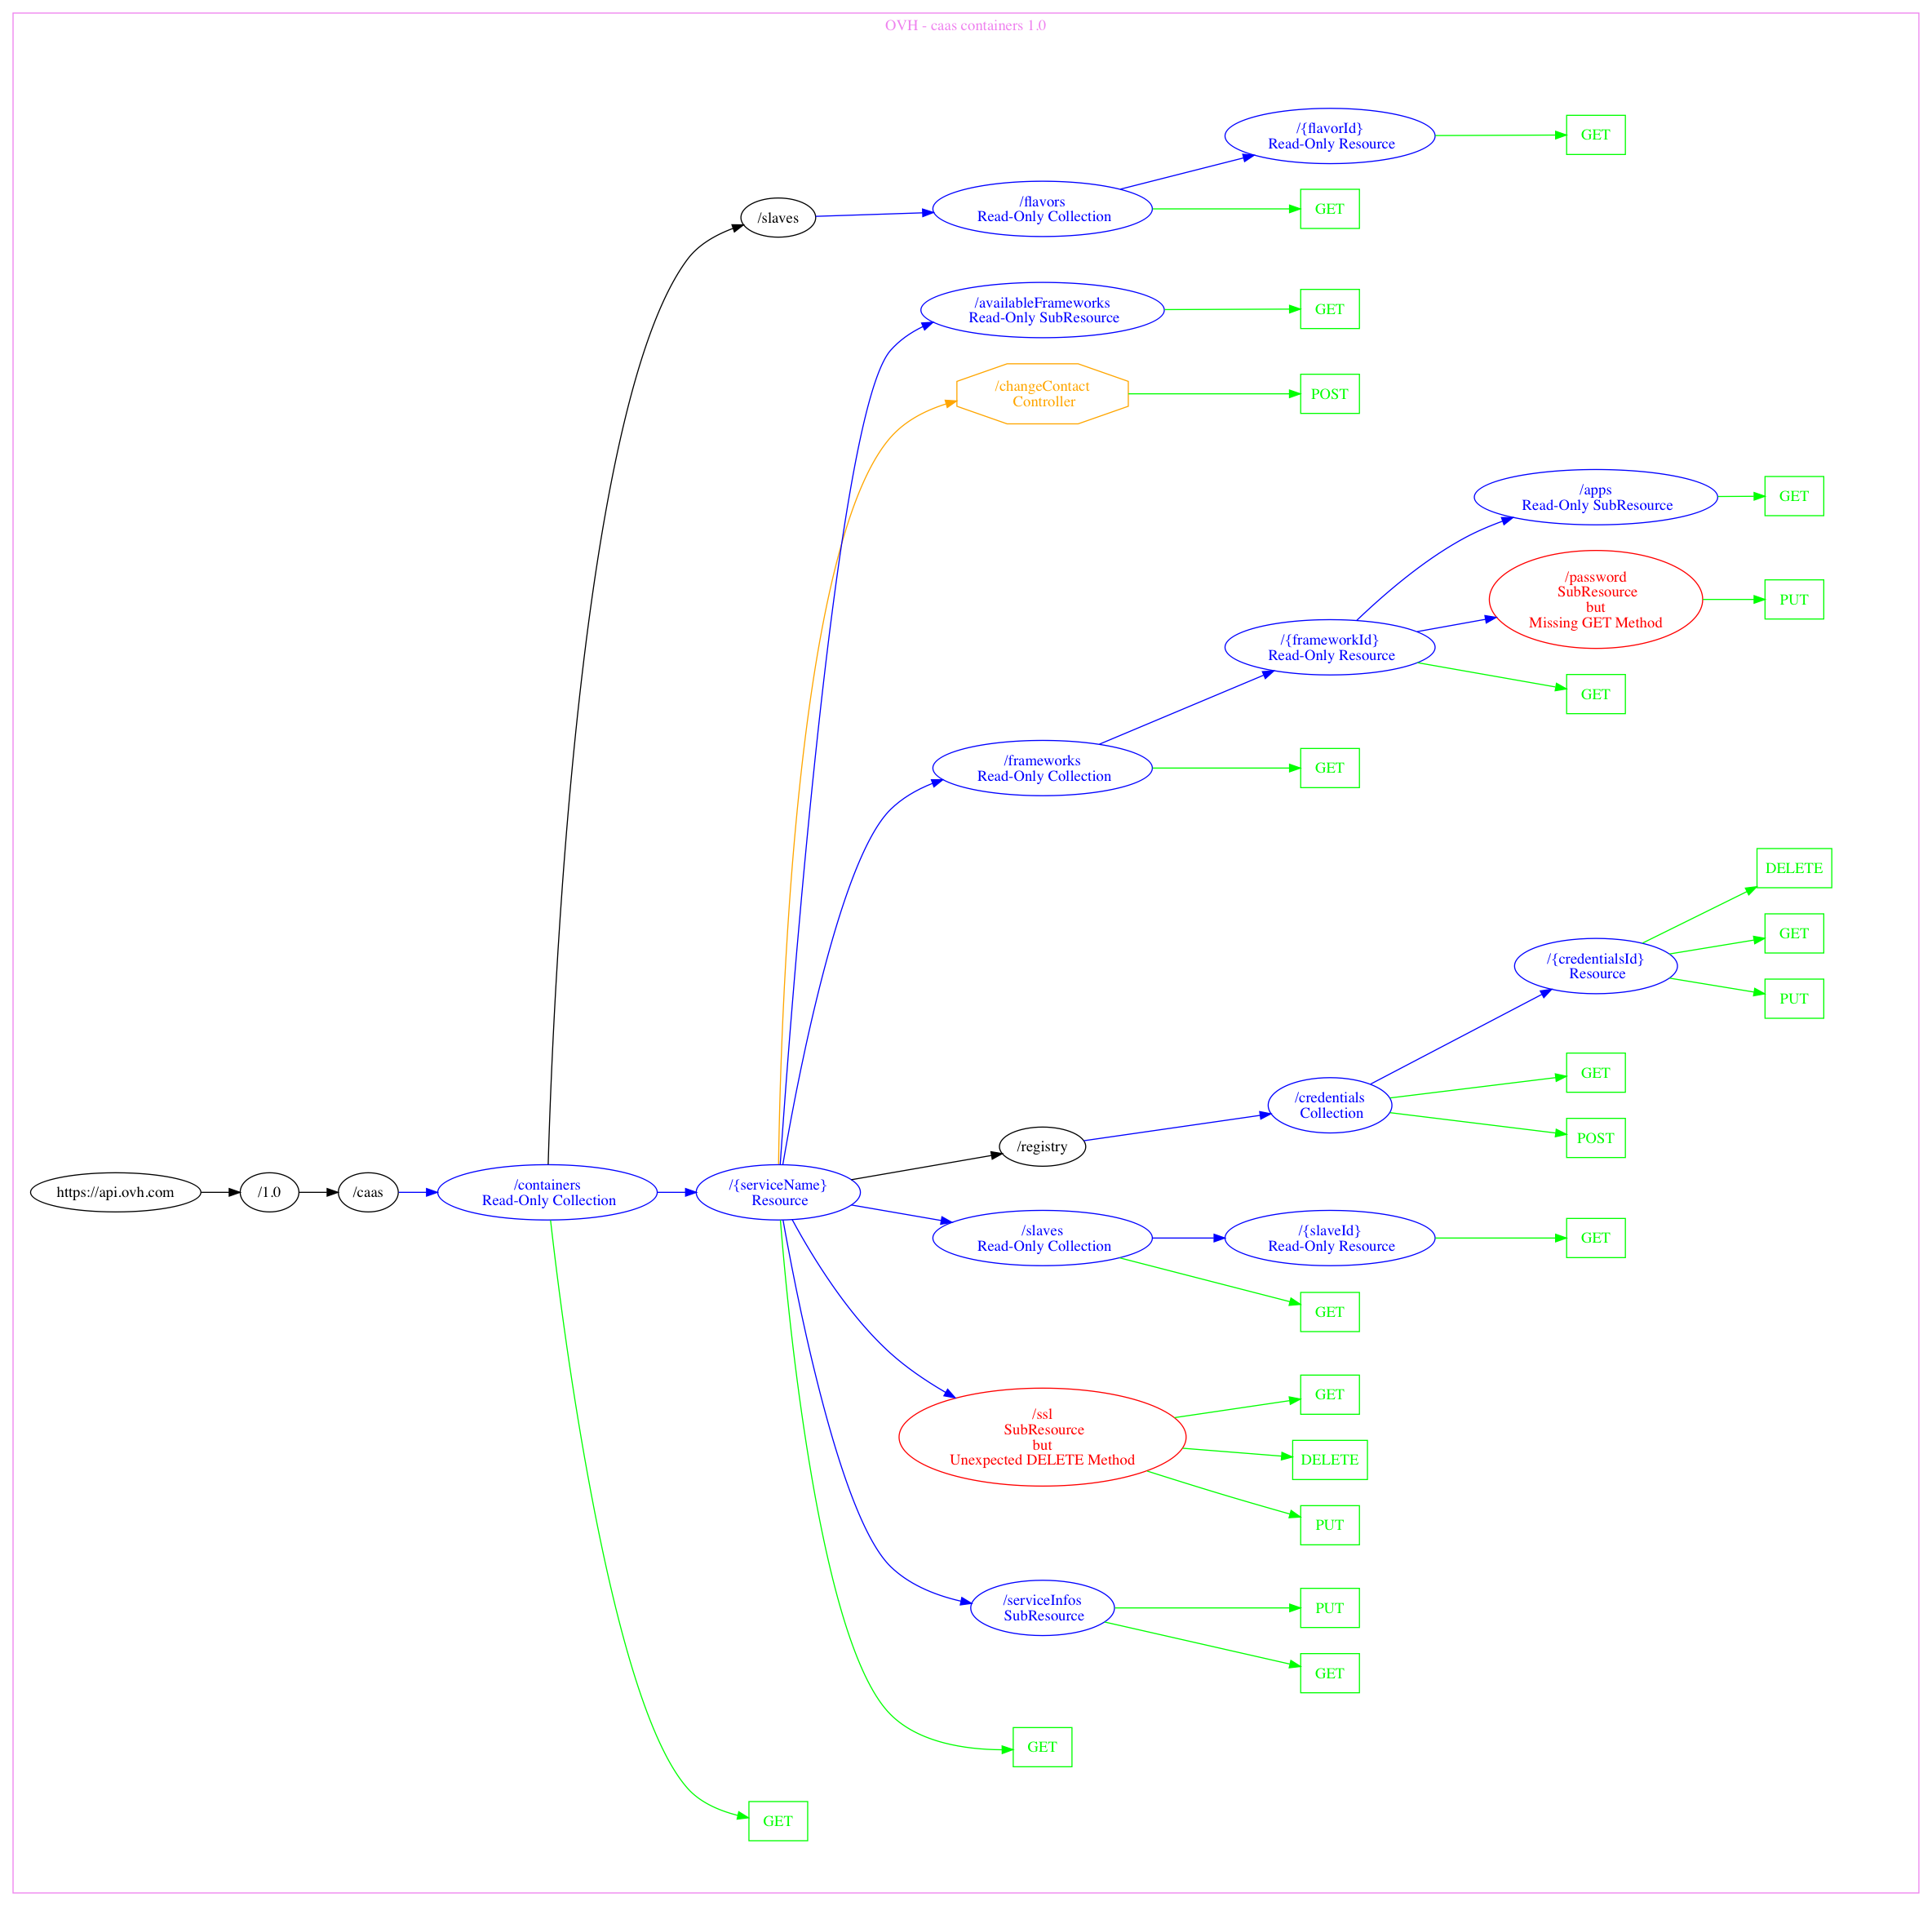 OVH - caas containers 1.0
/{flavorId}
Read-Only Resource
GET
/slaves
/flavors
Read-Only Collection
GET
/availableFrameworks
Read-Only SubResource
GET
/changeContact
Controller
POST
/apps
Read-Only SubResource
GET
/password
SubResource
but
Missing GET Method
PUT
/{frameworkId}
Read-Only Resource
GET
/frameworks
Read-Only Collection
GET
DELETE
GET
/{credentialsId}
Resource
PUT
GET
/credentials
Collection
POST
/registry
https://api.ovh.com
/1.0
/caas
/containers
Read-Only Collection
/{serviceName}
Resource
/slaves
Read-Only Collection
/{slaveId}
Read-Only Resource
GET
GET
GET
/ssl
SubResource
but
Unexpected DELETE Method
DELETE
PUT
/serviceInfos
SubResource
PUT
GET
GET
GET